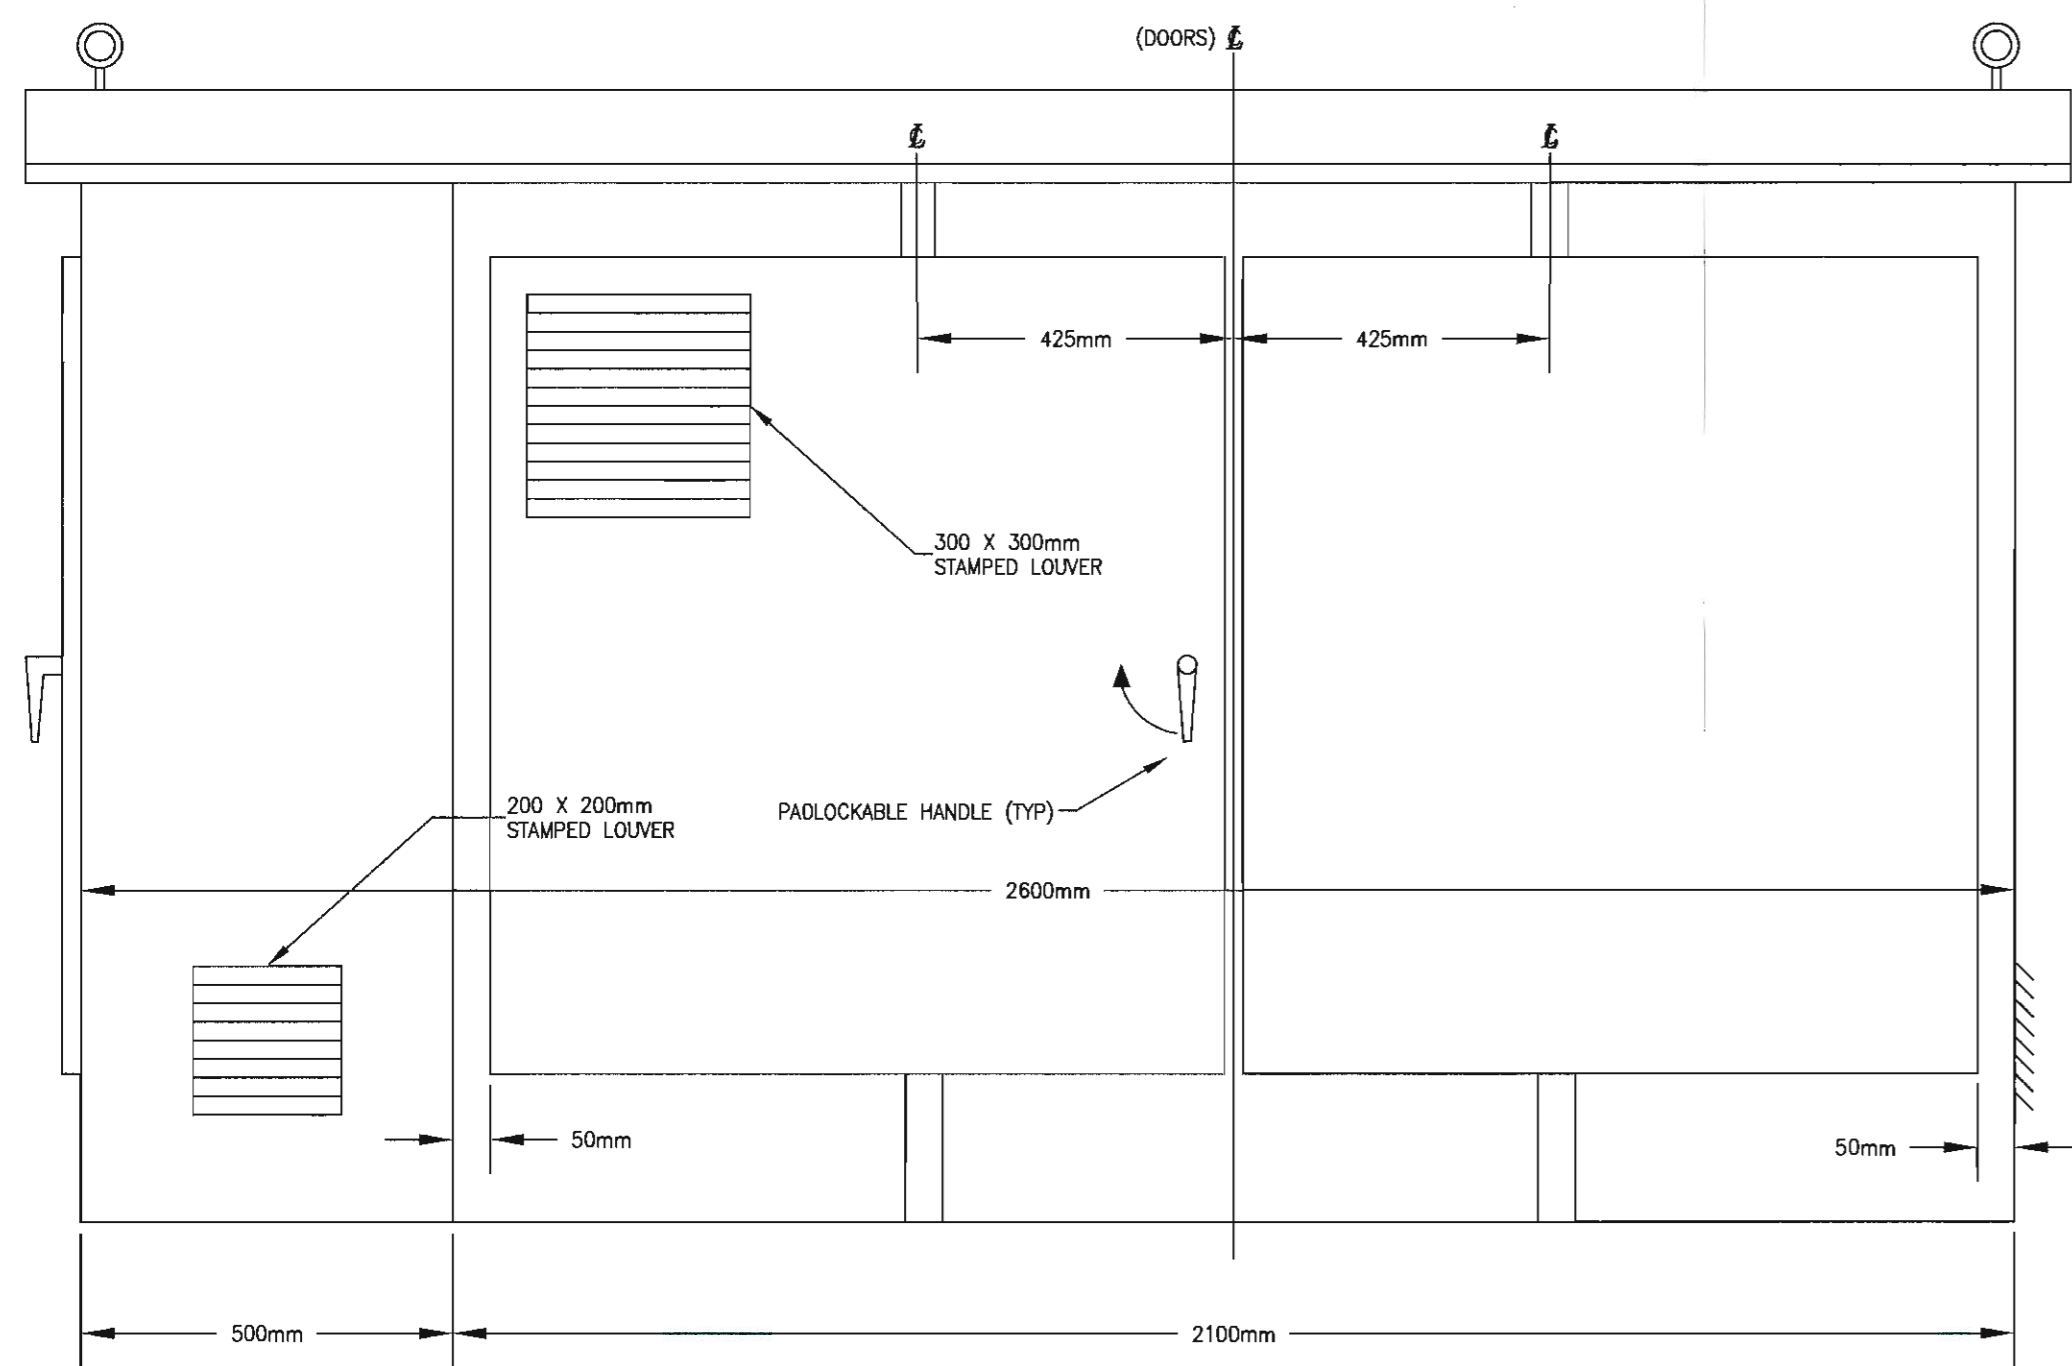 (DOORS) ℄
℄
℄
425mm
425mm
300 X 300mm
STAMPED LOUVER
200 X 200mm
STAMPED LOUVER
PADLOCKABLE HANDLE (TYP)
2600mm
50mm
50mm
500mm
2100mm